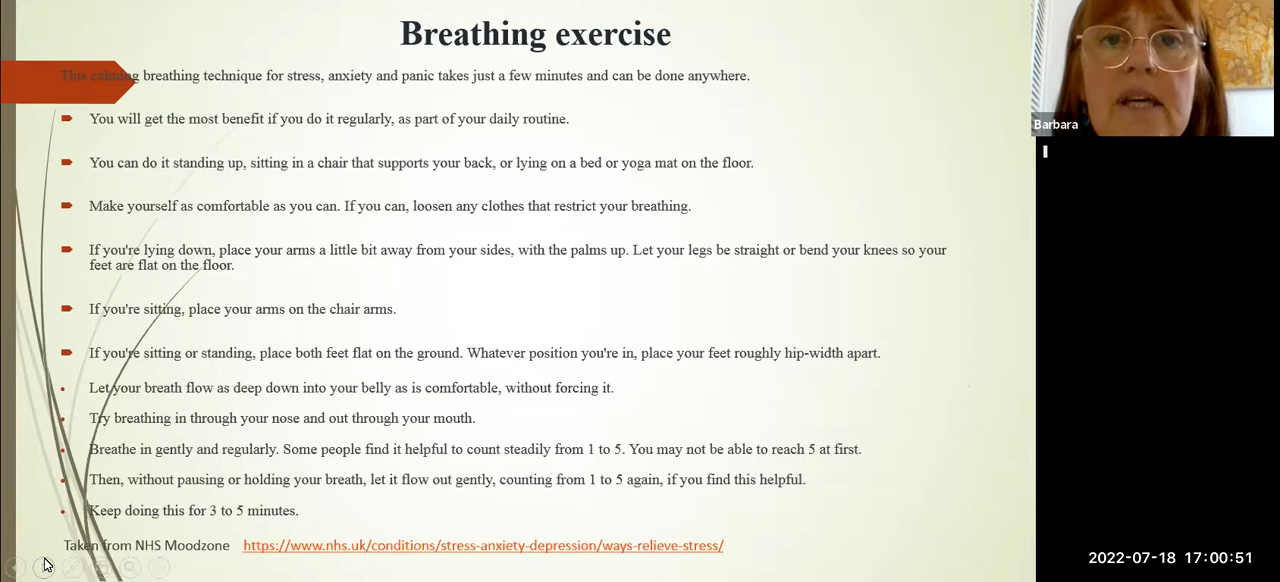 Breathing exercise
This calming breathing technique for stress, anxiety and panic takes just a few minutes and can be done anywhere.
You will get the most benefit if you do it regularly, as part of your daily routine.
You can do it standing up, sitting in a chair that supports your back, or lying on a bed or yoga mat on the floor.
Make yourself as comfortable as you can. If you can, loosen any clothes that restrict your breathing.
If you're lying down, place your arms a little bit away from your sides, with the palms up. Let your legs be straight or bend your knees so your
feet are flat on the floor.
If you're sitting, place your arms on the chair arms.
If you're sitting or standing, place both feet flat on the ground. Whatever position you're in, place your feet roughly hip-width apart.
Let your breath flow as deep down into your belly as is comfortable, without forcing it.
Try breathing in through your nose and out through your mouth.
Breathe in gently and regularly. Some people find it helpful to count steadily from 1 to 5. You may not be able to reach 5 at first.
Then, without pausing or holding your breath, let it flow out gently, counting from 1 to 5 again, if you find this helpful.
Keep doing this for 3 to 5 minutes.
Taken from NHS Moodzone https://www.nhs.uk/conditions/stress-anxiety-depression/ways-relieve-stress/
Barbara
2022-07-18 17:00:51